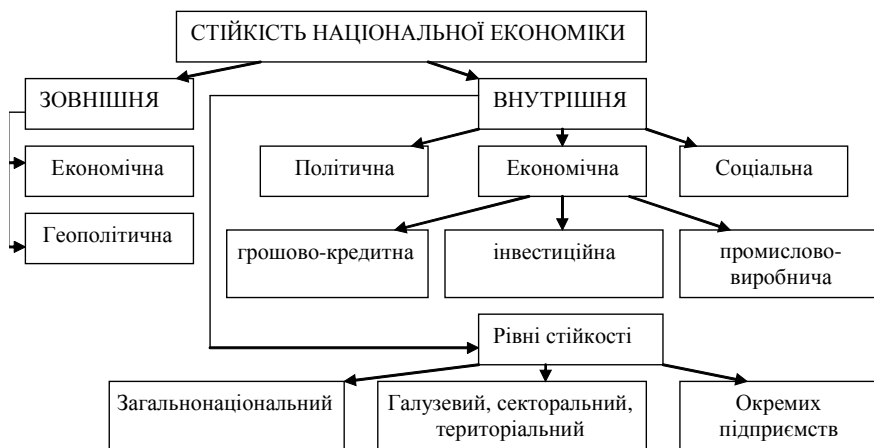 СТІЙКІСТЬ НАЦІОНАЛЬНОЇ ЕКОНОМІКИ
ЗОВНІШНЯ
ВНУТРІШНЯ
Економічна
Політична
Економічна
Соціальна
Геополітична
грошово-кредитна
інвестиційна
промислово-
виробнича
Рівні стійкості
Загальнонаціональний
Галузевий, секторальний,
територіальний
Окремих
підприємств